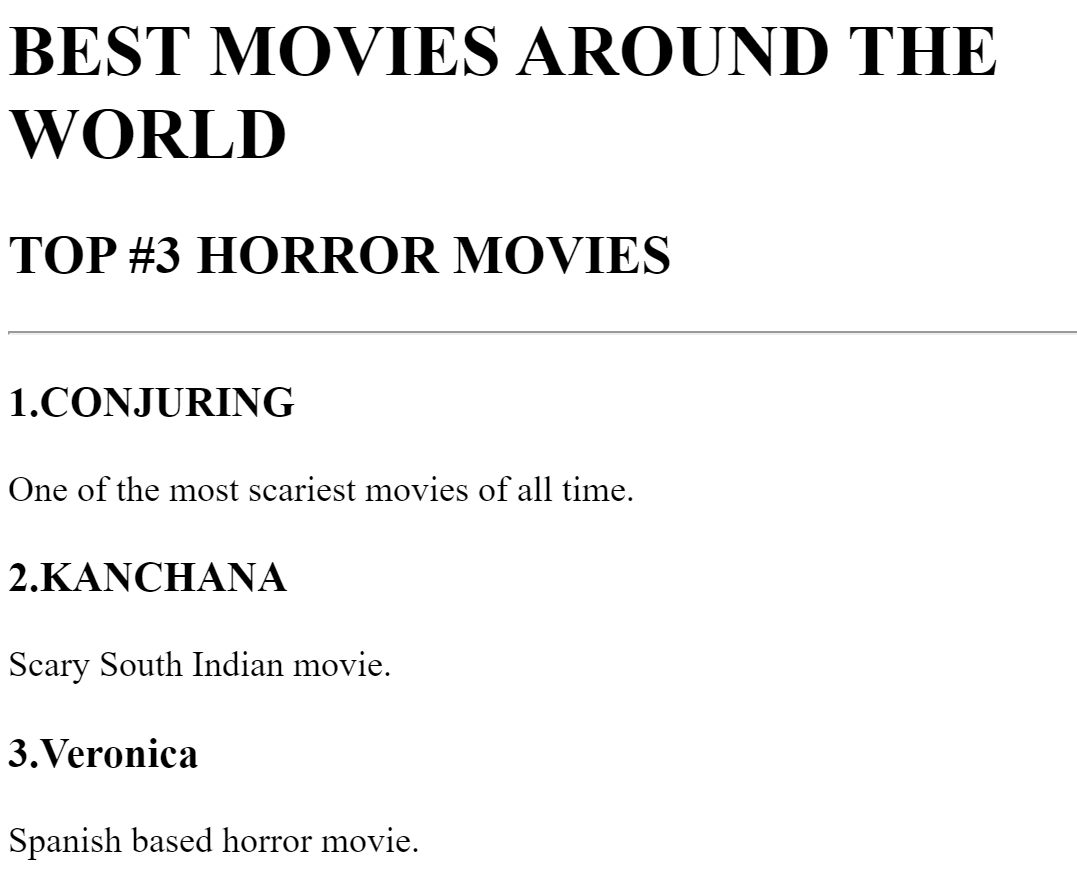 BEST MOVIES AROUND THE
WORLD
TOP #3 HORROR MOVIES
1.CONJURING
One of the most scariest movies of all time.
2.KANCHANA
Scary South Indian movie.
3.Veronica
Spanish based horror movie.